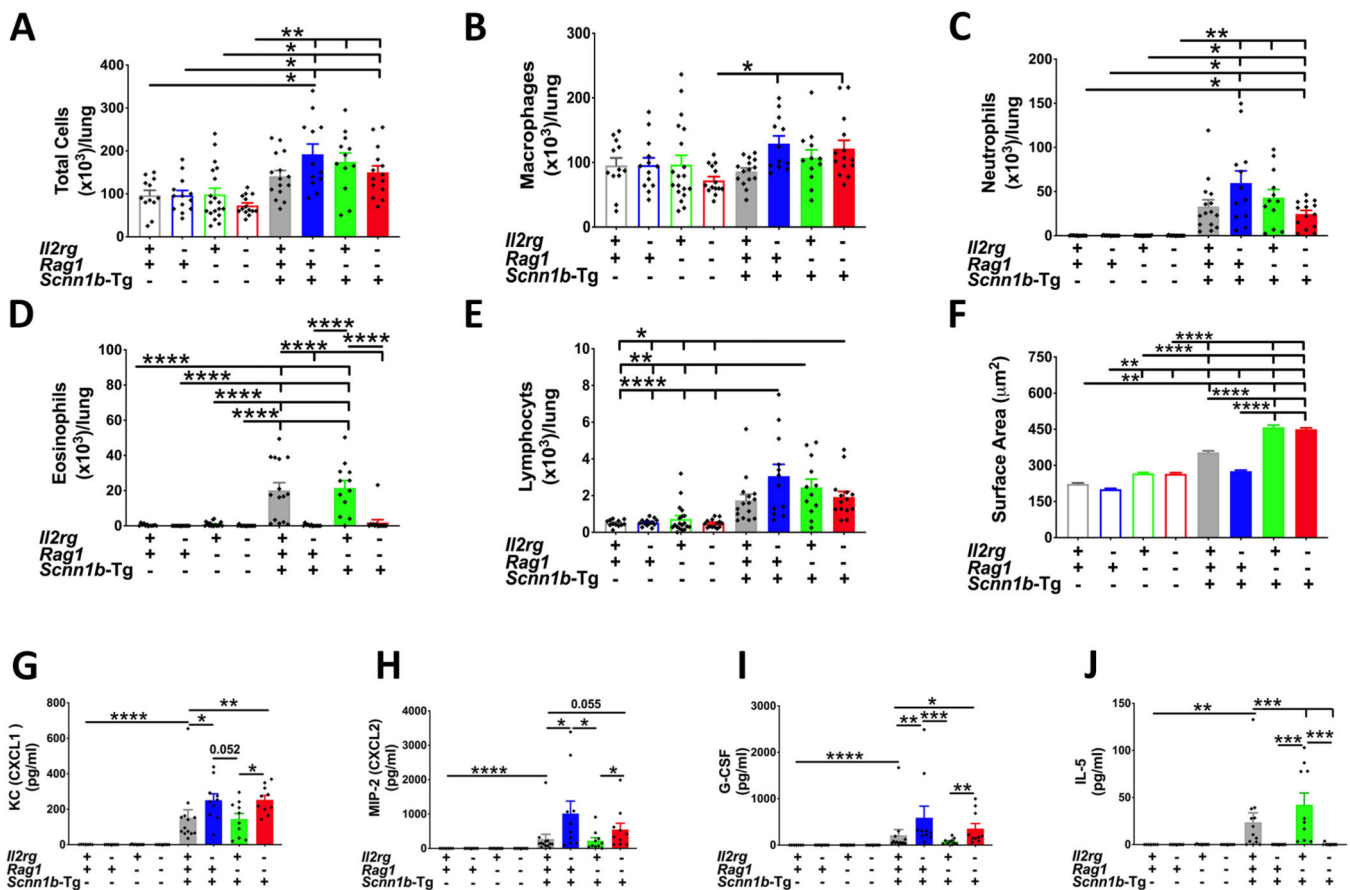 A
Total Cells
(x10³)/lung
400
300
200
100
0
**
*
*
*
Il2rg + - + - + - + -
Rag1 + + - - + + - -
Scnn1b-Tg - - - - + + + +
B
Macrophages
(x10³)/lung
300
200
100
0
*
Il2rg + - + - + - + -
Rag1 + + - - + + - -
Scnn1b-Tg - - - - + + + +
C
Neutrophils
(x10³)/lung
200
150
100
50
0
**
*
*
*
Il2rg + - + - + - + -
Rag1 + + - - + + - -
Scnn1b-Tg - - - - + + + +
D
Eosinophils
(x10³)/lung
100
80
60
40
20
0
****
**** ****
****
****
****
****
Il2rg + - + - + - + -
Rag1 + + - - + + - -
Scnn1b-Tg - - - - + + + +
E
Lymphocyts
(x10³)/lung
10
8
6
4
2
0
*
**
****
Il2rg + - + - + - + -
Rag1 + + - - + + - -
Scnn1b-Tg - - - - + + + +
F
Surface Area (μm²)
750
600
450
300
150
0
****
****
**
**
****
****
Il2rg + - + - + - + -
Rag1 + + - - + + - -
Scnn1b-Tg - - - - + + + +
G
KC (CXCL1 )
(pg/ml)
800
600
400
200
0
**
**** *
0.052
*
Il2rg + - + - + - + -
Rag1 + + - - + + - -
Scnn1b-Tg - - - - + + + +
H
MIP-2 (CXCL2)
(pg/ml)
4000
3000
2000
1000
0
0.055
* *
****
*
Il2rg + - + - + - + -
Rag1 + + - - + + - -
Scnn1b-Tg - - - - + + + +
I
G-CSF
(pg/ml)
3000
2500
2000
1500
1000
500
0
*
** ***
****
**
Il2rg + - + - + - + -
Rag1 + + - - + + - -
Scnn1b-Tg - - - - + + + +
J
IL-5
(pg/ml)
150
100
50
0
** ***
*** ***
Il2rg + - + - + - + -
Rag1 + + - - + + - -
Scnn1b-Tg - - - - + + + +